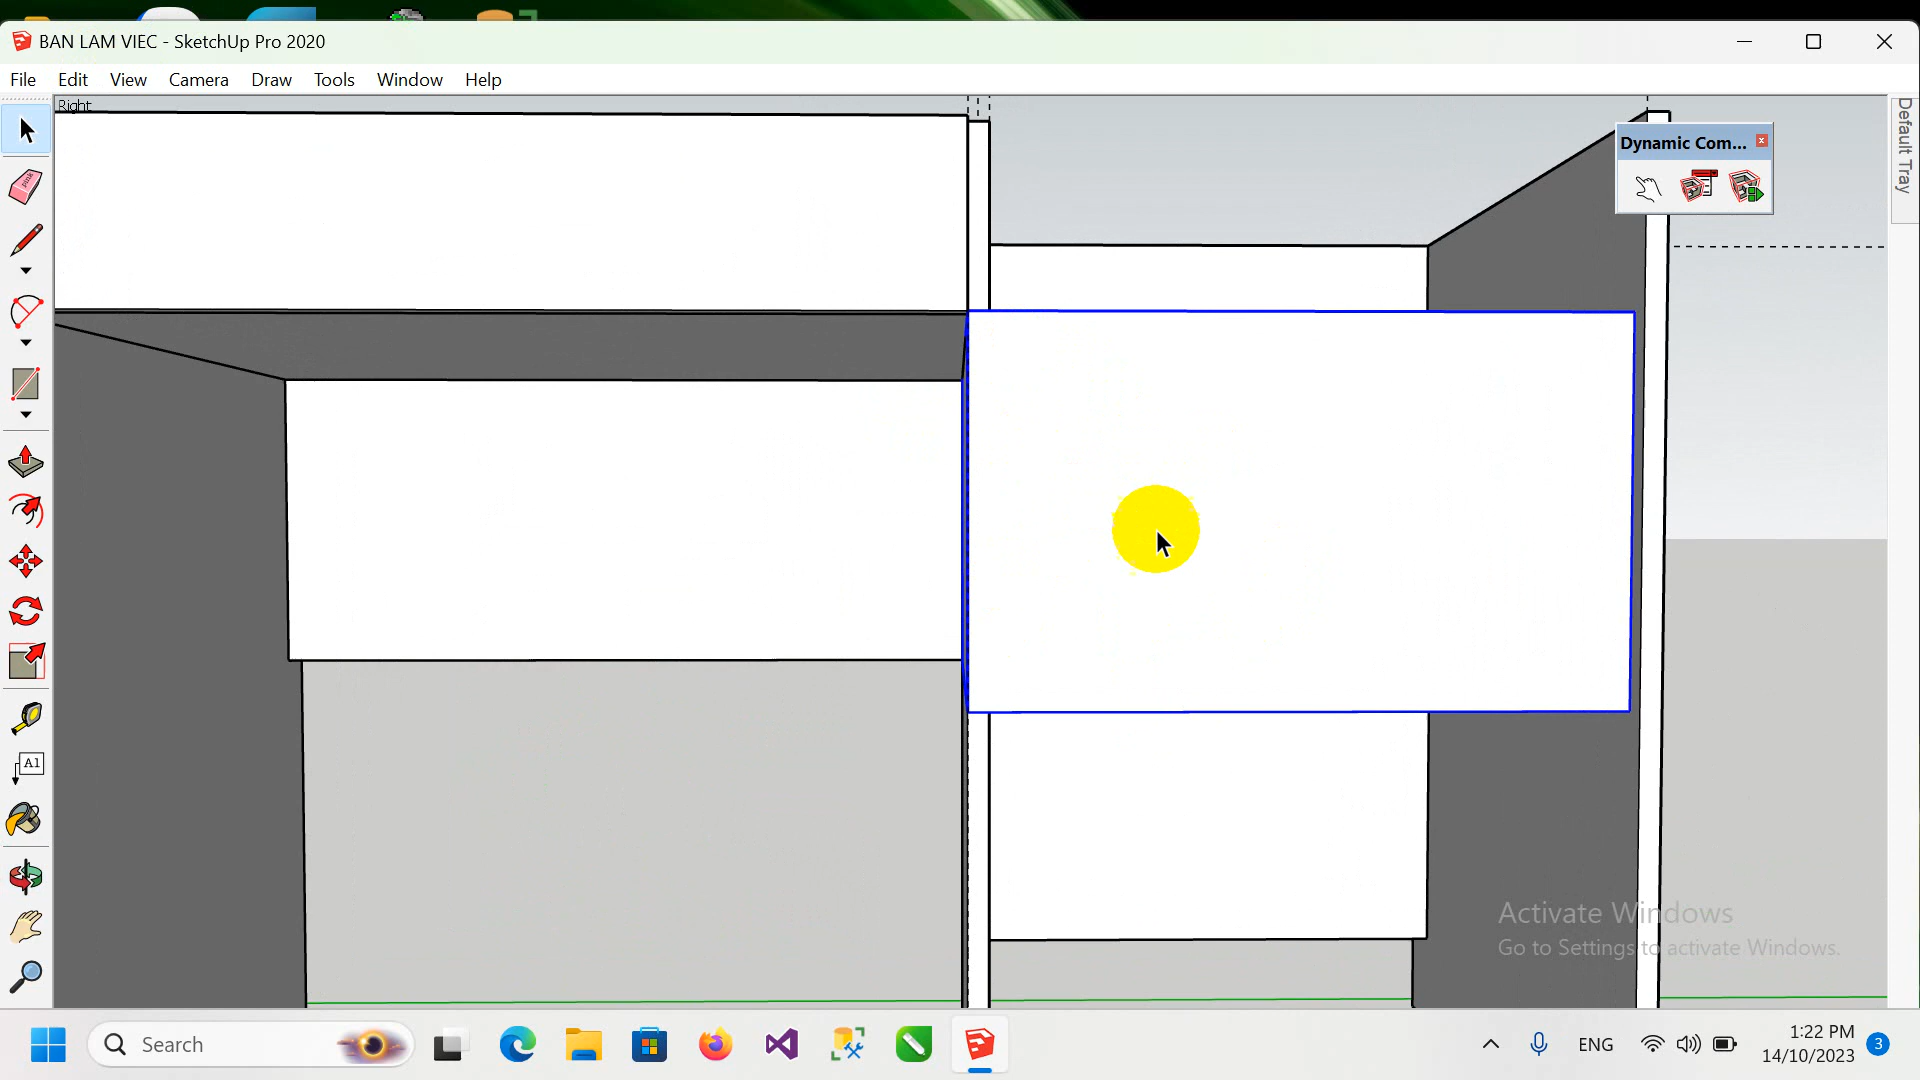 BAN LAM VIEC - SketchUp Pro 2020
File Edit View Camera Draw Tools Window Help
Right
Default Tray
Dynamic Com...
A1
Activate Windows
Go to Settings to activate Windows.
Search
ENG
1:22 PM
14/10/2023
3